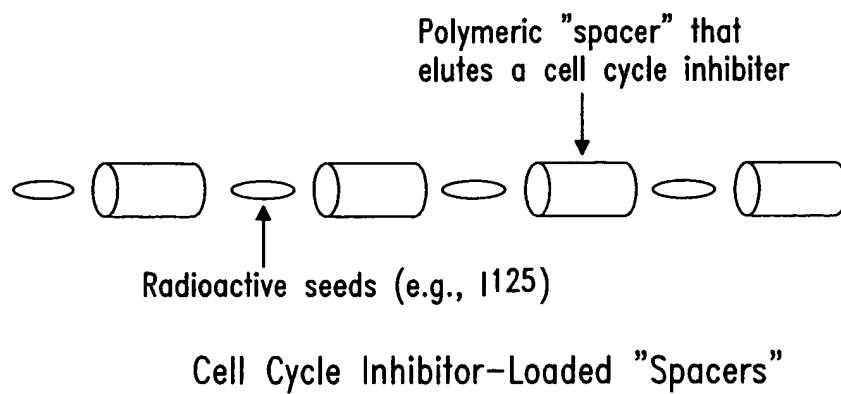 Polymeric "spacer" that
elutes a cell cycle inhibiter
Radioactive seeds (e.g., I125)
Cell Cycle Inhibitor-Loaded "Spacers"